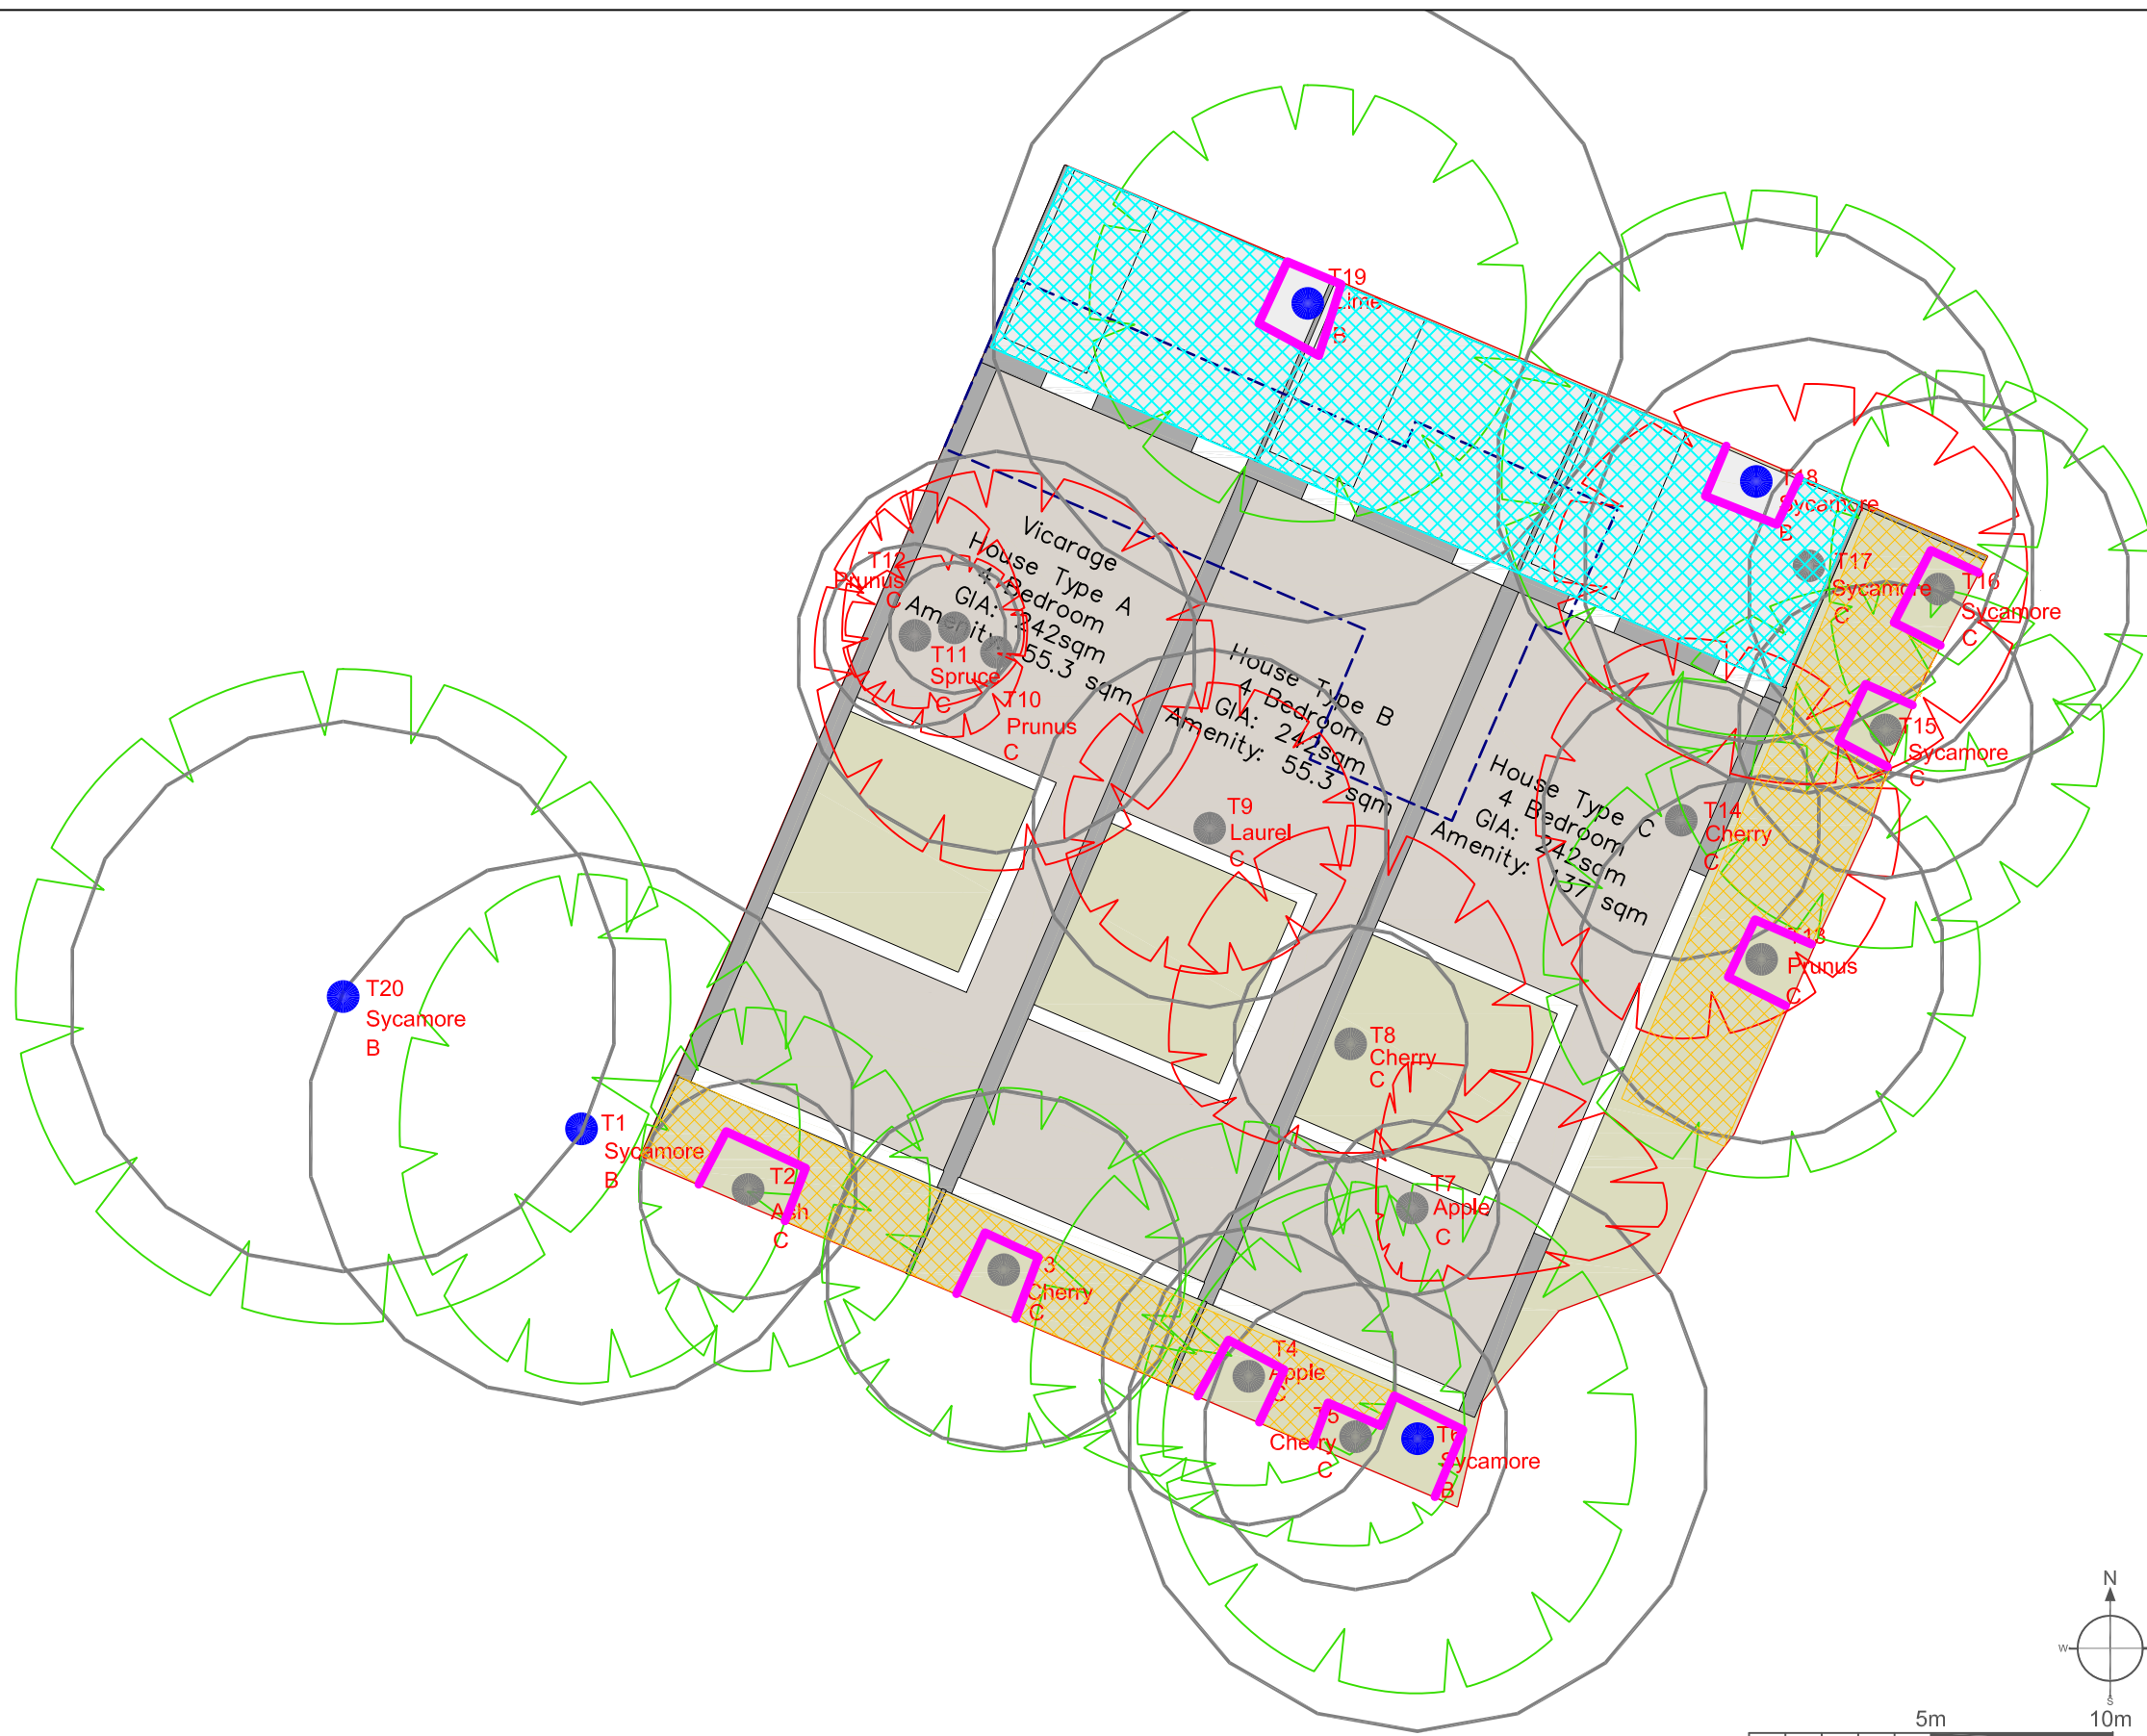 T19
Lime
B
T18
Sycamore
B
T17
Sycamore
C
T16
Sycamore
C
T15
Sycamore
C
T14
Cherry
C
T13
Prunus
C
T12
Prunus
C
T11
Spruce
C
T10
Prunus
C
Vicarage
House Type A
4 Bedroom
GIA: 242sqm
Amenity: 55.3 sqm
House Type B
4 Bedroom
GIA: 242sqm
Amenity: 55.3 sqm
House Type C
4 Bedroom
GIA: 242sqm
Amenity: 137 sqm
T9
Laurel
C
T8
Cherry
C
T7
Apple
C
T20
Sycamore
B
T1
Sycamore
B
T2
Ash
C
3
Cherry
C
T4
Apple
C
T5
Cherry
C
T6
Sycamore
B
N
W
S
5m
10m